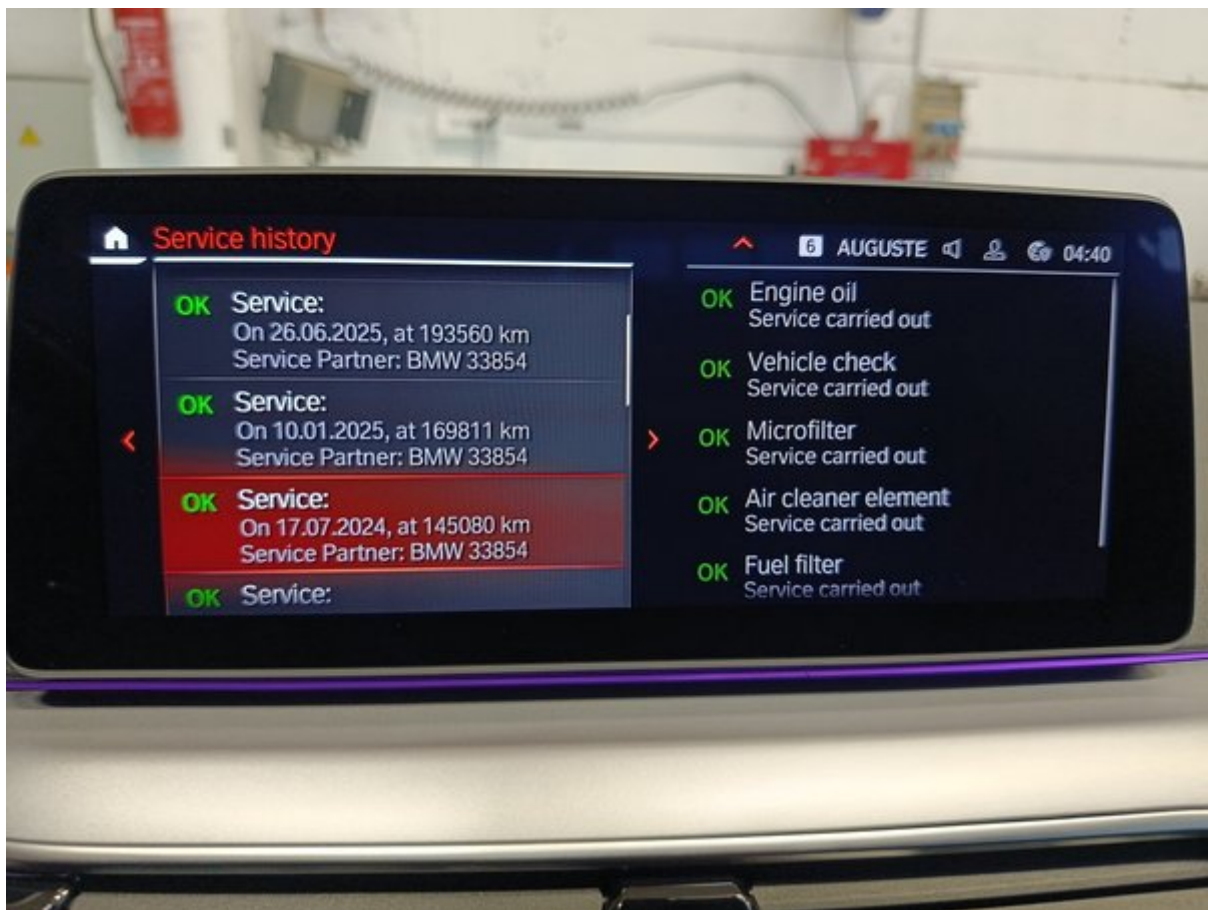 Service history
6 AUGUSTE 04:40
OK Service:
On 26.06.2025, at 193560 km
Service Partner: BMW 33854
OK Service:
On 10.01.2025, at 169811 km
Service Partner: BMW 33854
OK Service:
On 17.07.2024, at 145080 km
Service Partner: BMW 33854
OK Service:
OK Engine oil
Service carried out
OK Vehicle check
Service carried out
OK Microfilter
Service carried out
OK Air cleaner element
Service carried out
OK Fuel filter
Service carried out